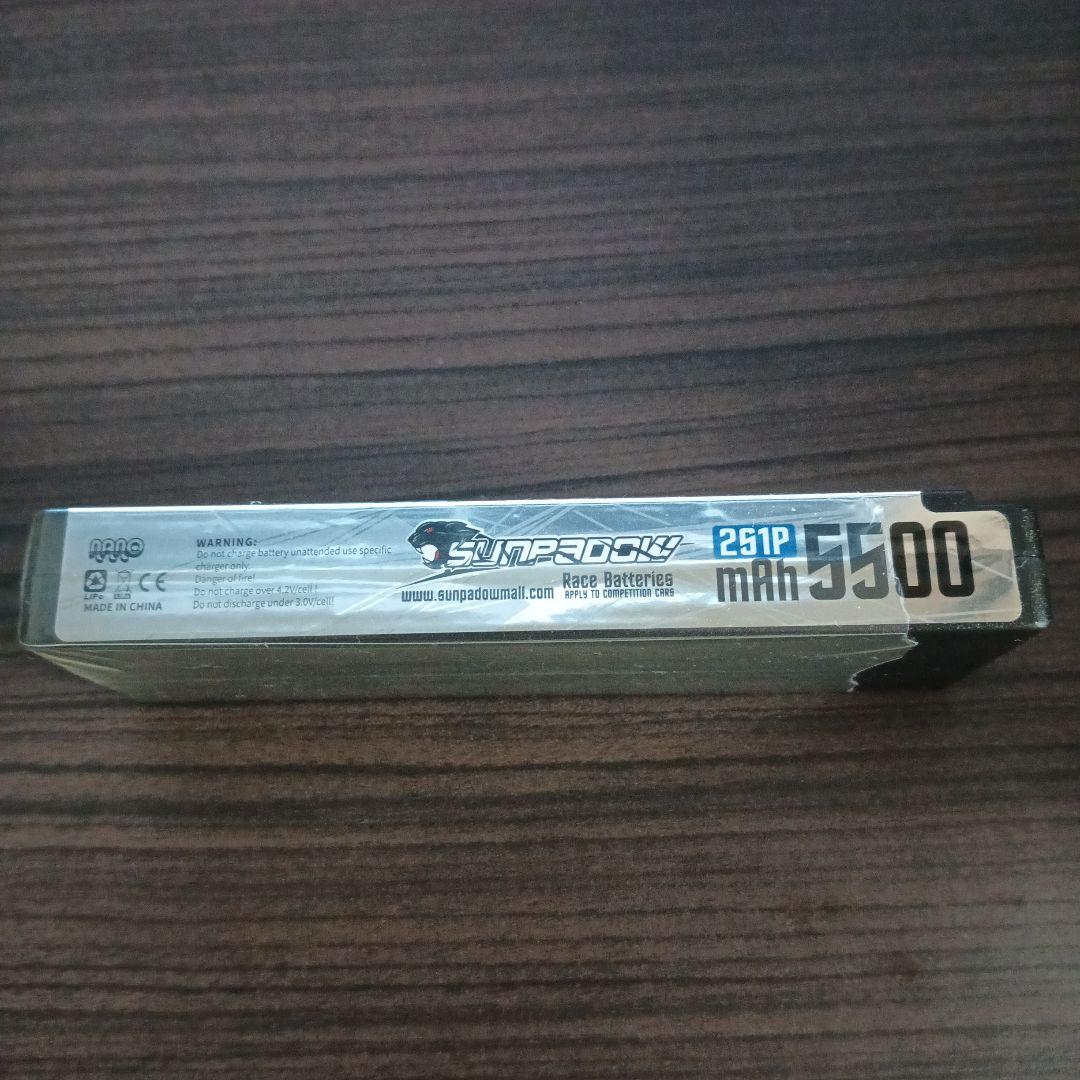 nano
LiPo
CE
MADE IN CHINA
WARNING:
Do not charge battery unattended use specific
charger only.
Danger of fire!
Do not charge over 4.2V/cell !
Do not discharge under 3.0V/cell!
SUNPADOW
www.sunpadowmall.com
Race Batteries
APPLY TO COMPETITION CARS
2S1P
mAh 5500